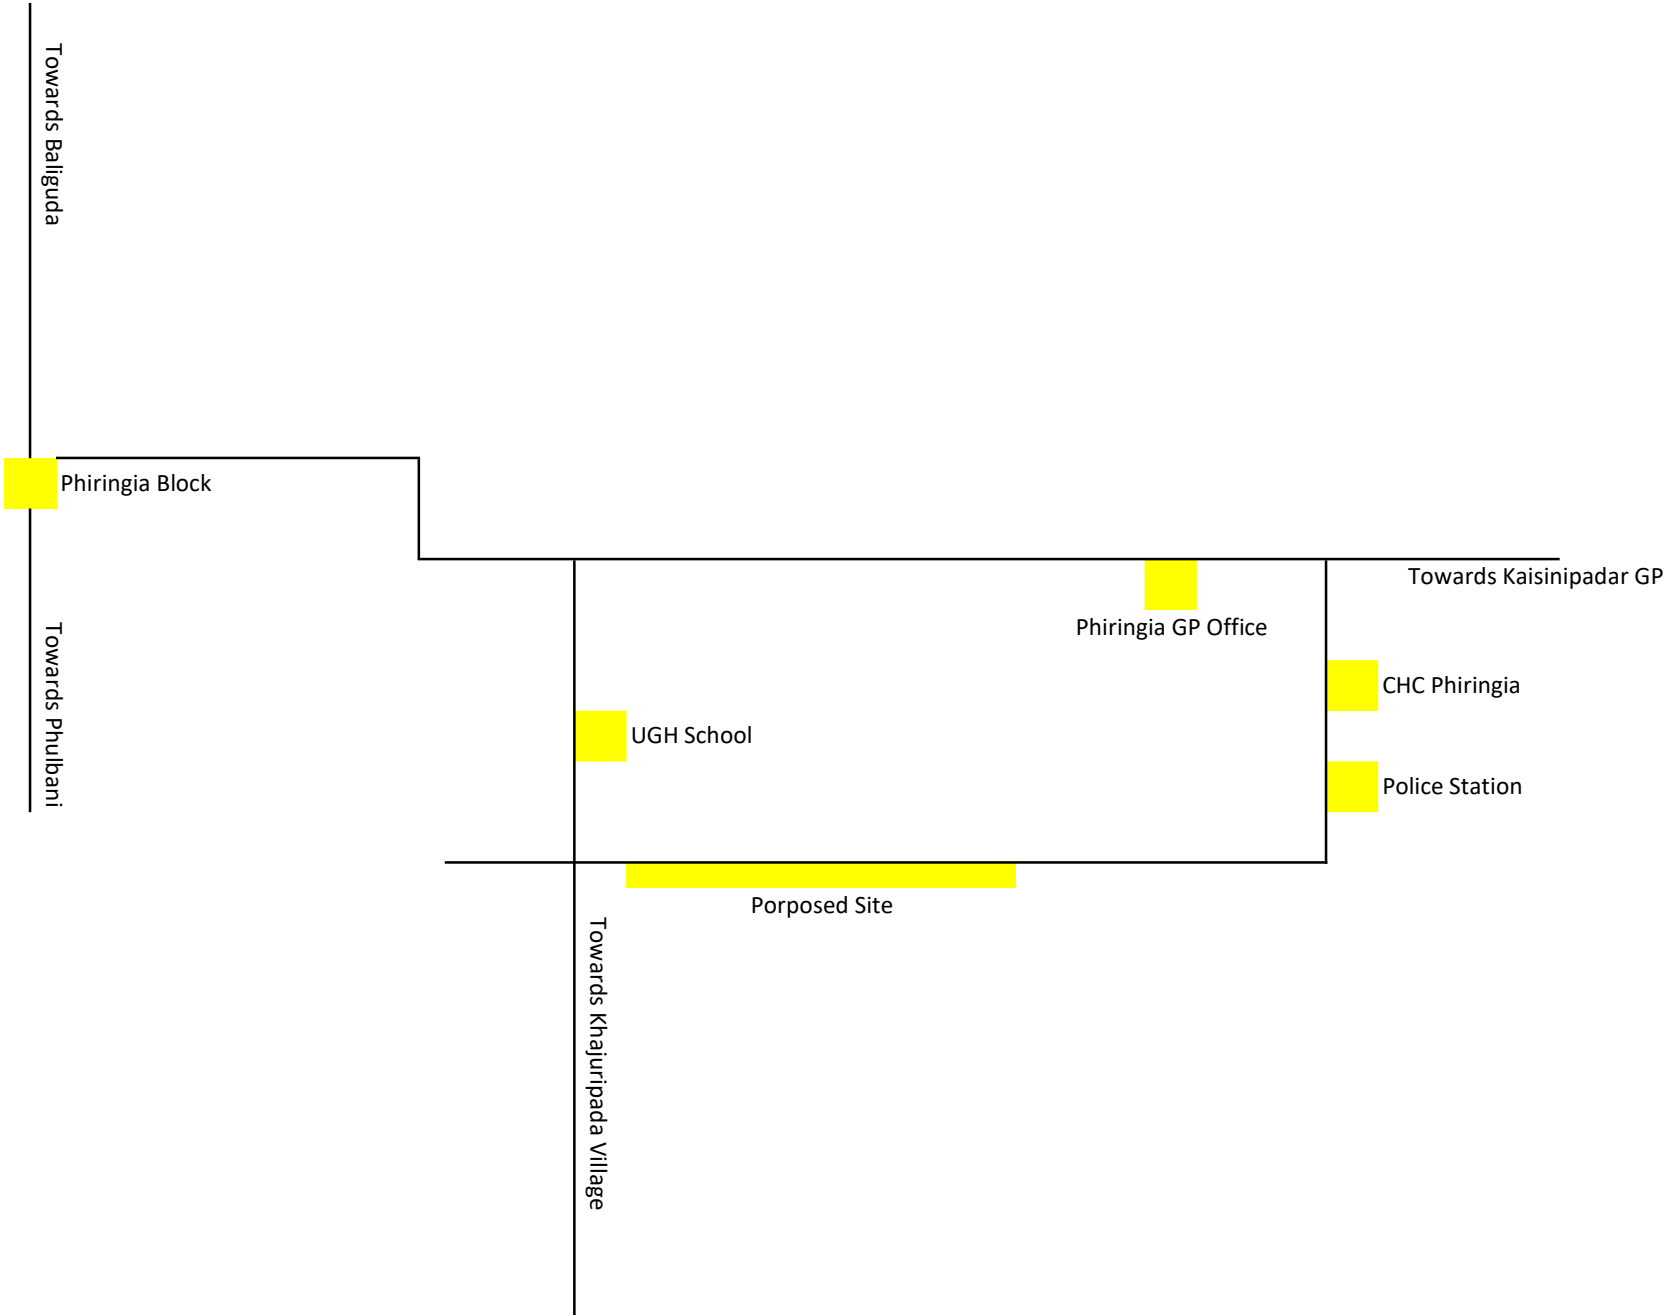 Towards Baliguda
Phiringia Block
Towards Kaisinipadar GP
Phiringia GP Office
Towards Phulbani
CHC Phiringia
UGH School
Police Station
Porposed Site
Towards Khajuripada Village